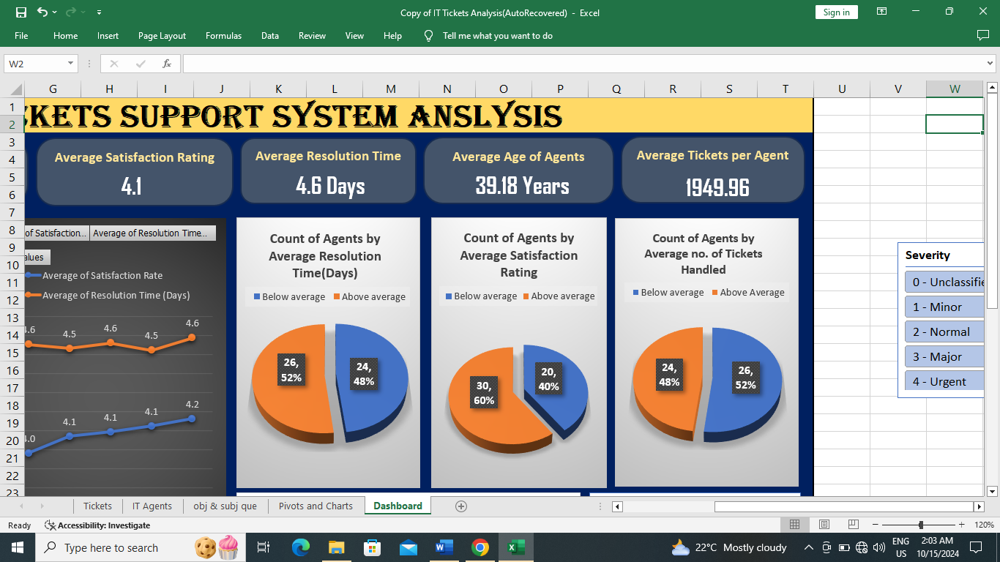 Copy of IT Tickets Analysis(AutoRecovered) - Excel
Sign in
File Home Insert Page Layout Formulas Data Review View Help Tell me what you want to do
W2
fx
G H I J K L M N O P Q R S T U V W
1
2
3
4
5
6
7
8
9
10
11
12
13
14
15
16
17
18
19
20
21
22
23
KETS SUPPORT SYSTEM ANSLYSIS
Average Satisfaction Rating
4.1
Average Resolution Time
4.6 Days
Average Age of Agents
39.18 Years
Average Tickets per Agent
1949.96
of Satisfaction... Average of Resolution Time...
alues
Average of Satisfaction Rate
Average of Resolution Time (Days)
4.6 4.5 4.6 4.5 4.6
4.0 4.1 4.1 4.1 4.2
Count of Agents by
Average Resolution
Time(Days)
Below average Above average
26,
52%
24,
48%
Count of Agents by
Average Satisfaction
Rating
Below average Above average
30,
60%
20,
40%
Count of Agents by
Average no. of Tickets
Handled
Below average Above Average
24,
48%
26,
52%
Severity
0 - Unclassifie
1 - Minor
2 - Normal
3 - Major
4 - Urgent
Tickets IT Agents obj & subj que Pivots and Charts Dashboard
Ready Accessibility: Investigate 120%
Type here to search
22°C Mostly cloudy
ENG
US
2:03 AM
10/15/2024